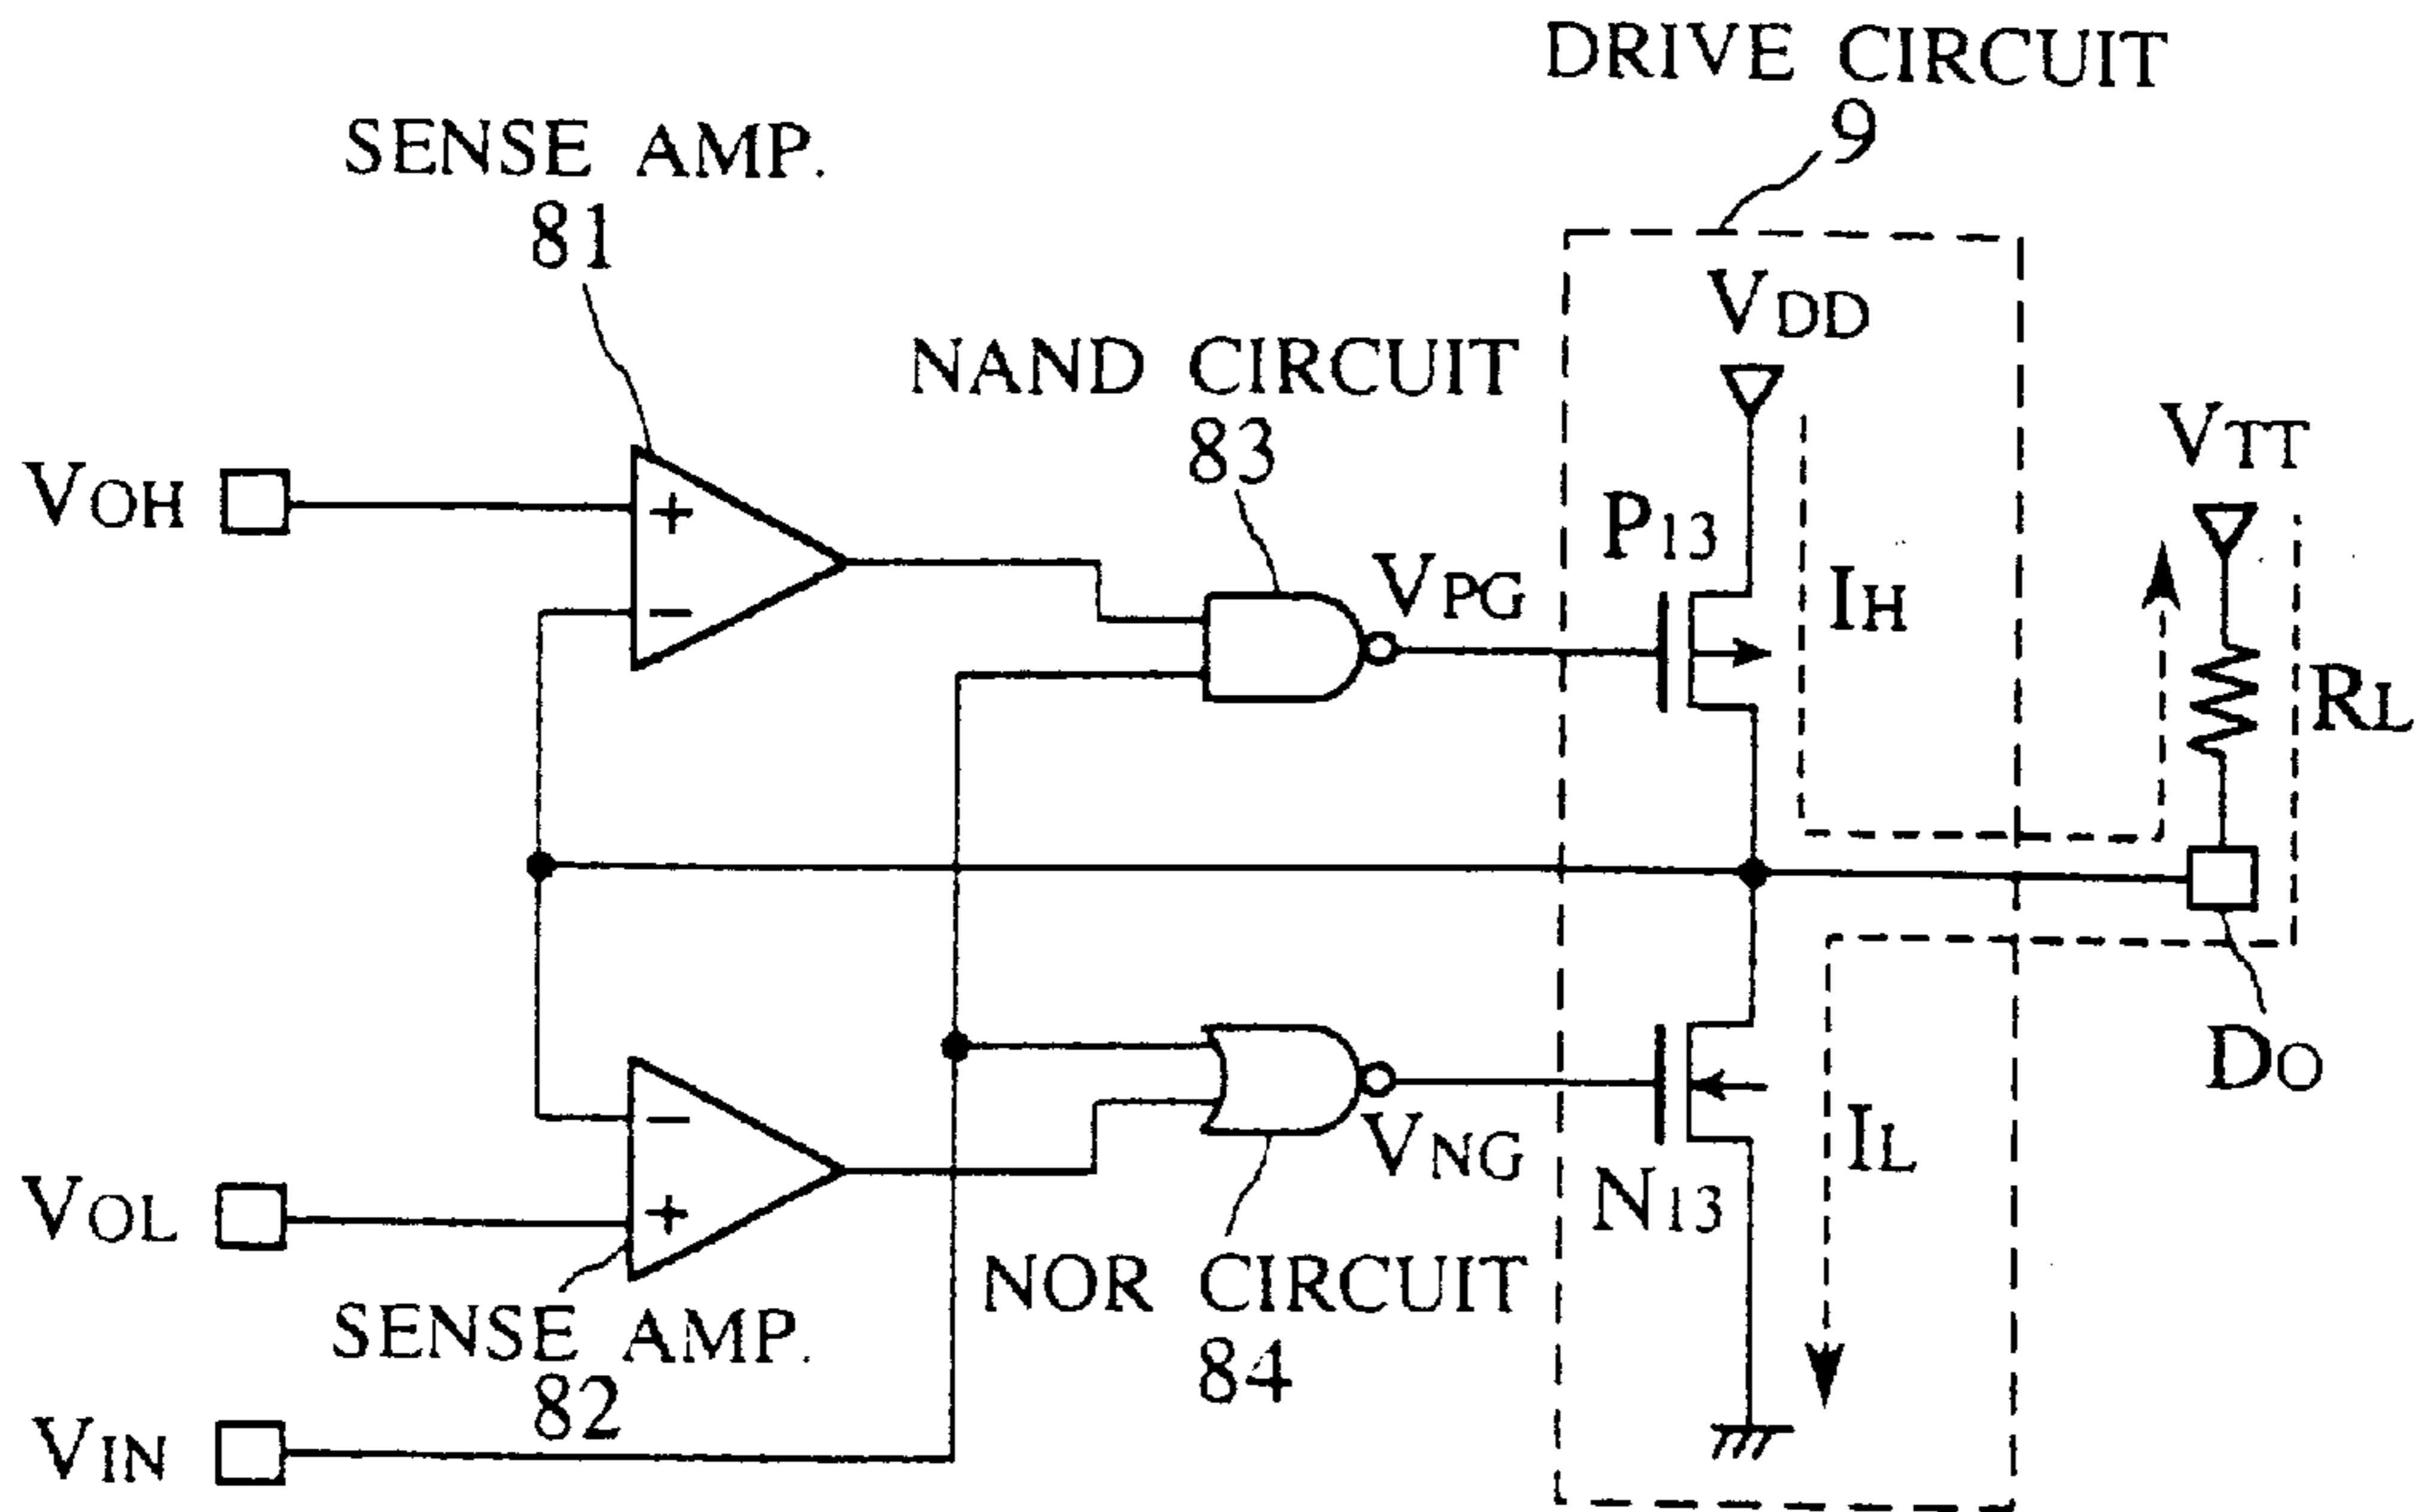 DRIVE CIRCUIT
9
SENSE AMP.
81
VDD
NAND CIRCUIT
83
VTT
VOH
+
−
P13
VPG
IH
RL
DO
−
+
VOL
VNG
N13
IL
NOR CIRCUIT
84
SENSE AMP.
82
VIN